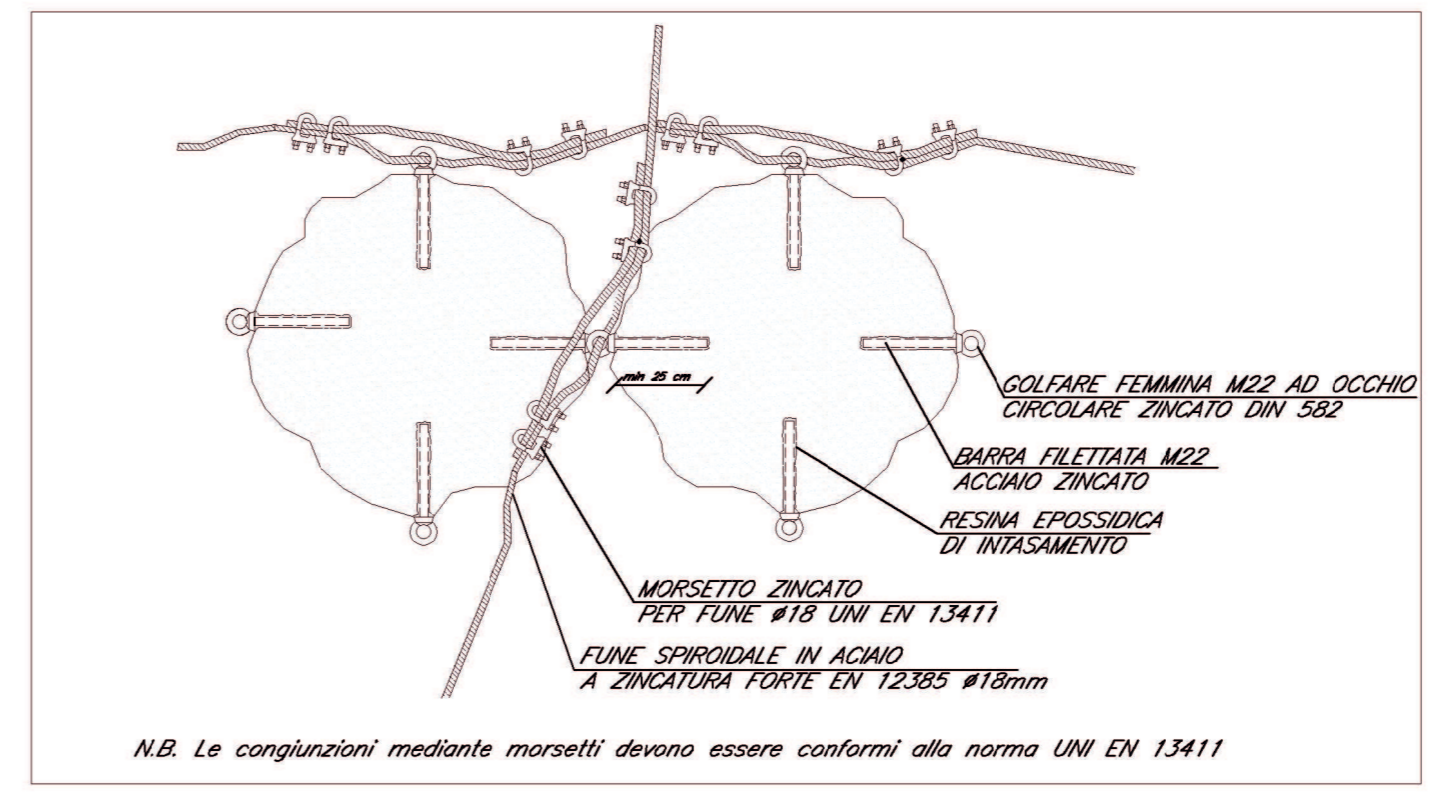 min 25 cm
GOLFARE FEMMINA M22 AD OCCHIO
CIRCOLARE ZINCATO DIN 582
BARRA FILETTATA M22
ACCIAIO ZINCATO
RESINA EPOSSIDICA
DI INTASAMENTO
MORSETTO ZINCATO
PER FUNE ø18 UNI EN 13411
FUNE SPIROIDALE IN ACIAIO
A ZINCATURA FORTE EN 12385 ø18mm
N.B. Le congiunzioni mediante morsetti devono essere conformi alla norma UNI EN 13411